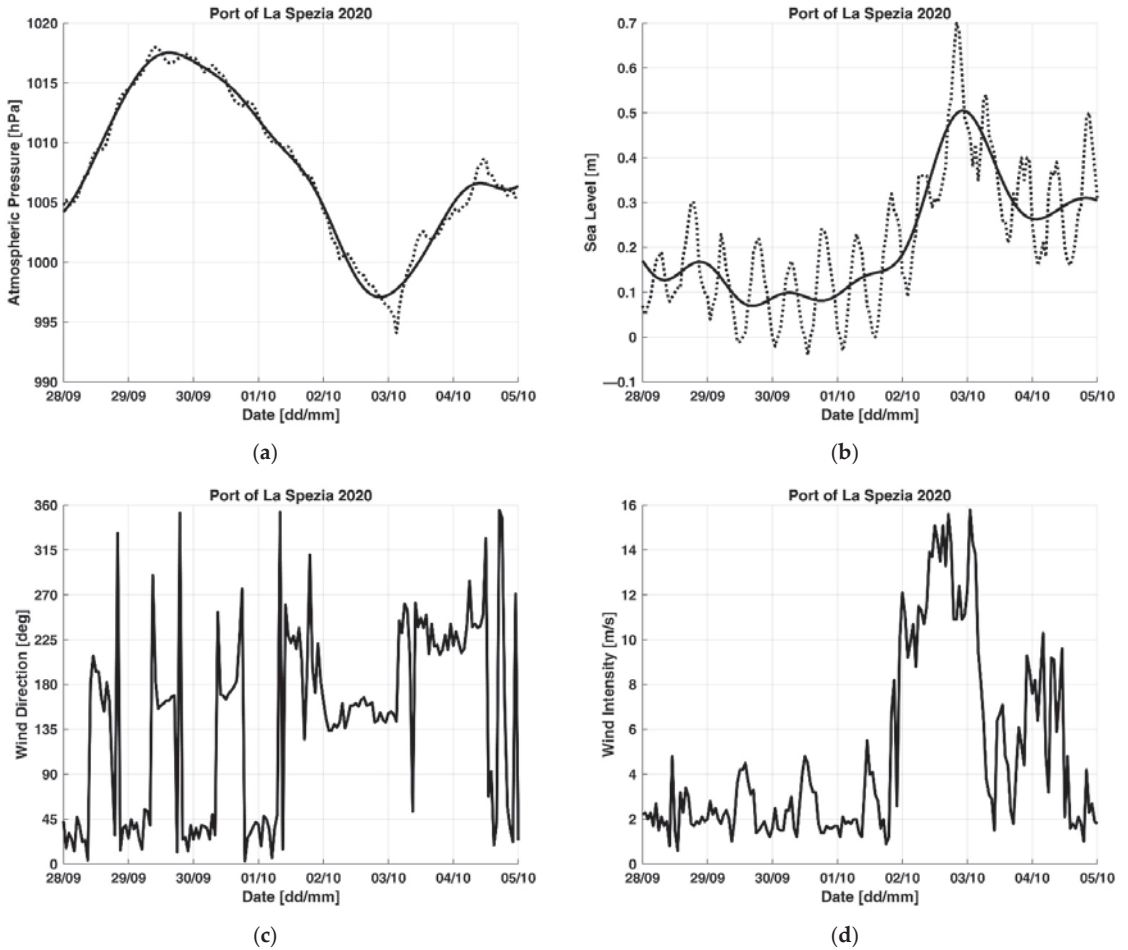 Port of La Spezia 2020
1020
1015
1010
1005
1000
995
990
Atmospheric Pressure [hPa]
28/09 29/09 30/09 01/10 02/10 03/10 04/10 05/10
Date [dd/mm]
(a)
Port of La Spezia 2020
0.7
0.6
0.5
0.4
0.3
0.2
0.1
0
—0.1
Sea Level [m]
28/09 29/09 30/09 01/10 02/10 03/10 04/10 05/10
Date [dd/mm]
(b)
Port of La Spezia 2020
360
315
270
225
180
135
90
45
0
Wind Direction [deg]
28/09 29/09 30/09 01/10 02/10 03/10 04/10 05/10
Date [dd/mm]
(c)
Port of La Spezia 2020
16
14
12
10
8
6
4
2
0
Wind Intensity [m/s]
28/09 29/09 30/09 01/10 02/10 03/10 04/10 05/10
Date [dd/mm]
(d)